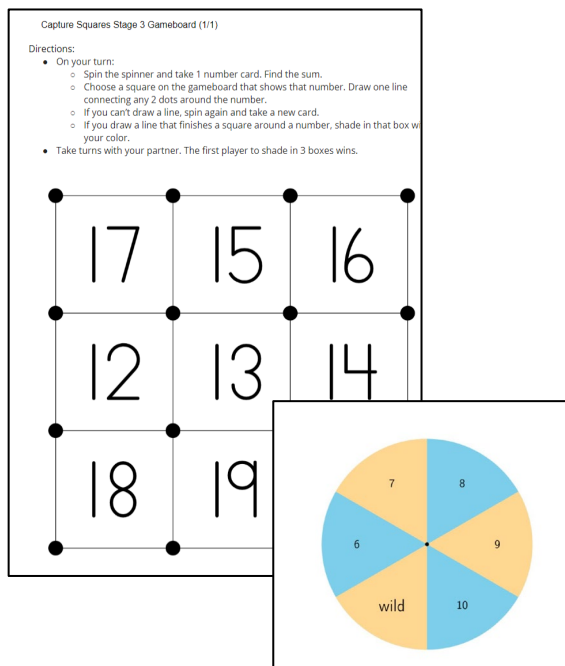 Capture Squares Stage 3 Gameboard (1/1)
Directions:
• On your turn:
○ Spin the spinner and take 1 number card. Find the sum.
○ Choose a square on the gameboard that shows that number. Draw one line
connecting any 2 dots around the number.
○ If you can't draw a line, spin again and take a new card.
○ If you draw a line that finishes a square around a number, shade in that box
your color.
• Take turns with your partner. The first player to shade in 3 boxes wins.
17 15 16
12 13 14
18 19
7 8
6 9
wild 10